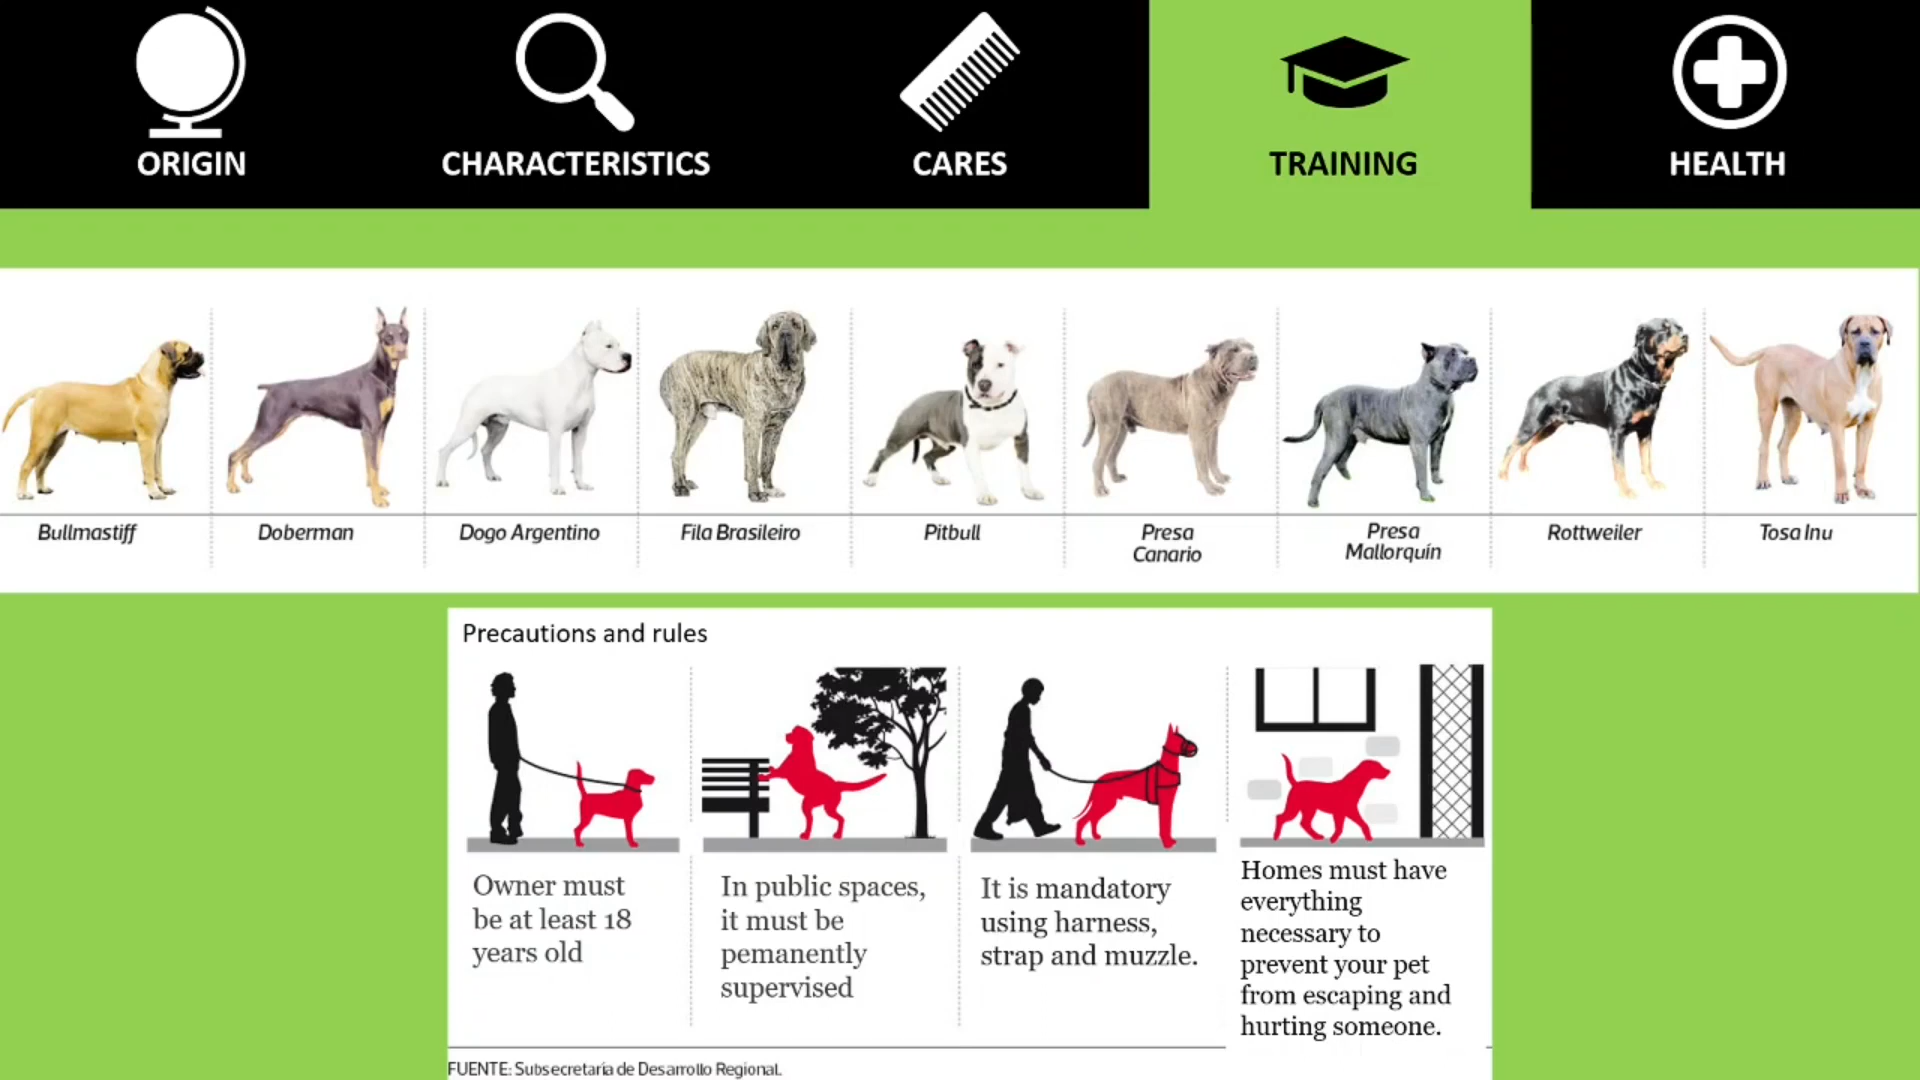 ORIGIN
CHARACTERISTICS
CARES
TRAINING
HEALTH
Bullmastiff
Doberman
Dogo Argentino
Fila Brasileiro
Pitbull
Presa
Canario
Presa
Mallorquín
Rottweiler
Tosa Inu
Precautions and rules
Owner must
be at least 18
years old
In public spaces,
it must be
pemanently
supervised
It is mandatory
using harness,
strap and muzzle.
Homes must have
everything
necessary to
prevent your pet
from escaping and
hurting someone.
FUENTE: Subsecretaría de Desarrollo Regional.